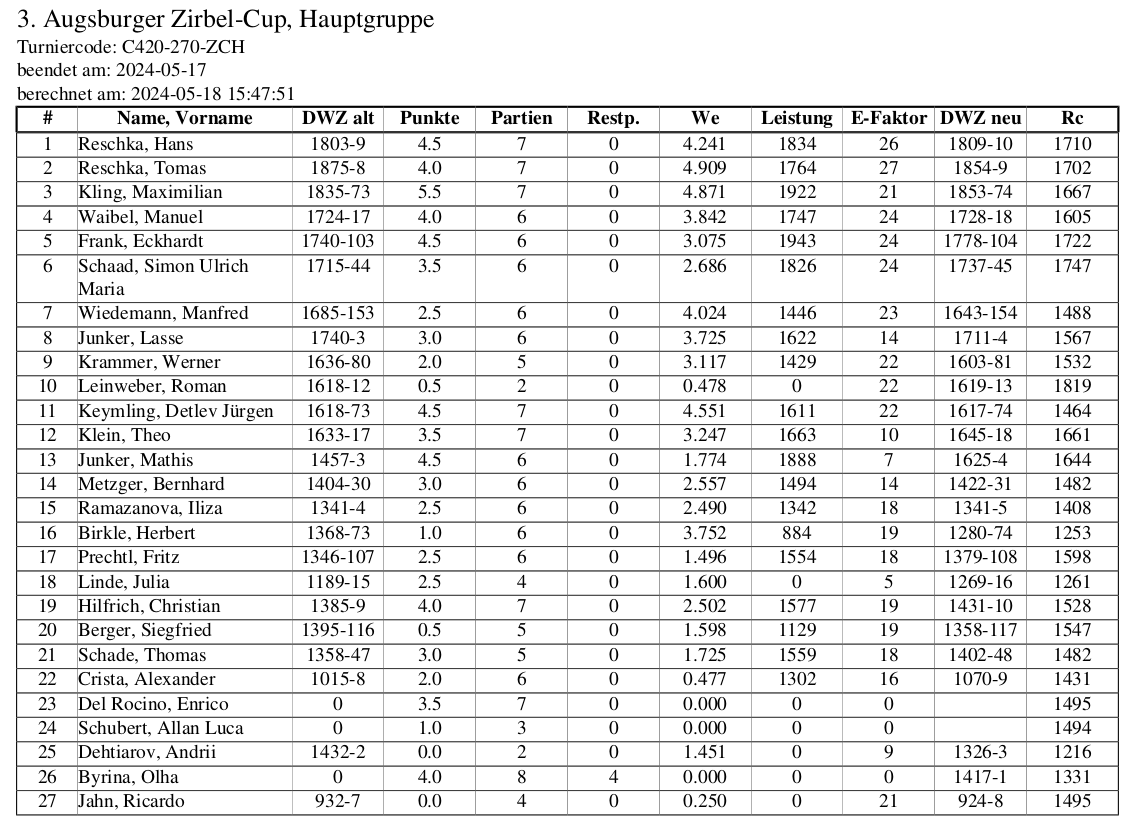 3. Augsburger Zirbel-Cup, Hauptgruppe
Turniercode: C420-270-ZCH
beendet am: 2024-05-17
berechnet am: 2024-05-18 15:47:51
# Name, Vorname DWZ alt Punkte Partien Restp. We Leistung E-Faktor DWZ neu Rc
1 Reschka, Hans 1803-9 4.5 7 0 4.241 1834 26 1809-10 1710
2 Reschka, Tomas 1875-8 4.0 7 0 4.909 1764 27 1854-9 1702
3 Kling, Maximilian 1835-73 5.5 7 0 4.871 1922 21 1853-74 1667
4 Waibel, Manuel 1724-17 4.0 6 0 3.842 1747 24 1728-18 1605
5 Frank, Eckhardt 1740-103 4.5 6 0 3.075 1943 24 1778-104 1722
6 Schaad, Simon Ulrich 1715-44 3.5 6 0 2.686 1826 24 1737-45 1747
Maria
7 Wiedemann, Manfred 1685-153 2.5 6 0 4.024 1446 23 1643-154 1488
8 Junker, Lasse 1740-3 3.0 6 0 3.725 1622 14 1711-4 1567
9 Krammer, Werner 1636-80 2.0 5 0 3.117 1429 22 1603-81 1532
10 Leinweber, Roman 1618-12 0.5 2 0 0.478 0 22 1619-13 1819
11 Keymling, Detlev Jürgen 1618-73 4.5 7 0 4.551 1611 22 1617-74 1464
12 Klein, Theo 1633-17 3.5 7 0 3.247 1663 10 1645-18 1661
13 Junker, Mathis 1457-3 4.5 6 0 1.774 1888 7 1625-4 1644
14 Metzger, Bernhard 1404-30 3.0 6 0 2.557 1494 14 1422-31 1482
15 Ramazanova, Iliza 1341-4 2.5 6 0 2.490 1342 18 1341-5 1408
16 Birkle, Herbert 1368-73 1.0 6 0 3.752 884 19 1280-74 1253
17 Prechtl, Fritz 1346-107 2.5 6 0 1.496 1554 18 1379-108 1598
18 Linde, Julia 1189-15 2.5 4 0 1.600 0 5 1269-16 1261
19 Hilfrich, Christian 1385-9 4.0 7 0 2.502 1577 19 1431-10 1528
20 Berger, Siegfried 1395-116 0.5 5 0 1.598 1129 19 1358-117 1547
21 Schade, Thomas 1358-47 3.0 5 0 1.725 1559 18 1402-48 1482
22 Crista, Alexander 1015-8 2.0 6 0 0.477 1302 16 1070-9 1431
23 Del Rocino, Enrico 0 3.5 7 0 0.000 0 0 1495
24 Schubert, Allan Luca 0 1.0 3 0 0.000 0 0 1494
25 Dehtiarov, Andrii 1432-2 0.0 2 0 1.451 0 9 1326-3 1216
26 Byrina, Olha 0 4.0 8 4 0.000 0 0 1417-1 1331
27 Jahn, Ricardo 932-7 0.0 4 0 0.250 0 21 924-8 1495